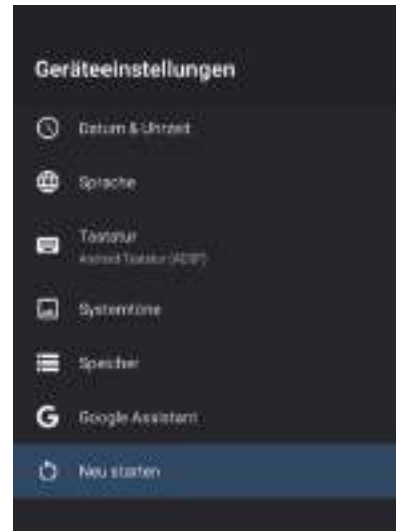 Geräteeinstellungen
Datum & Uhrzeit
Sprache
Tastatur
Android-Tastatur (AOSP)
Systemtöne
Speicher
Google Assistant
Neu starten